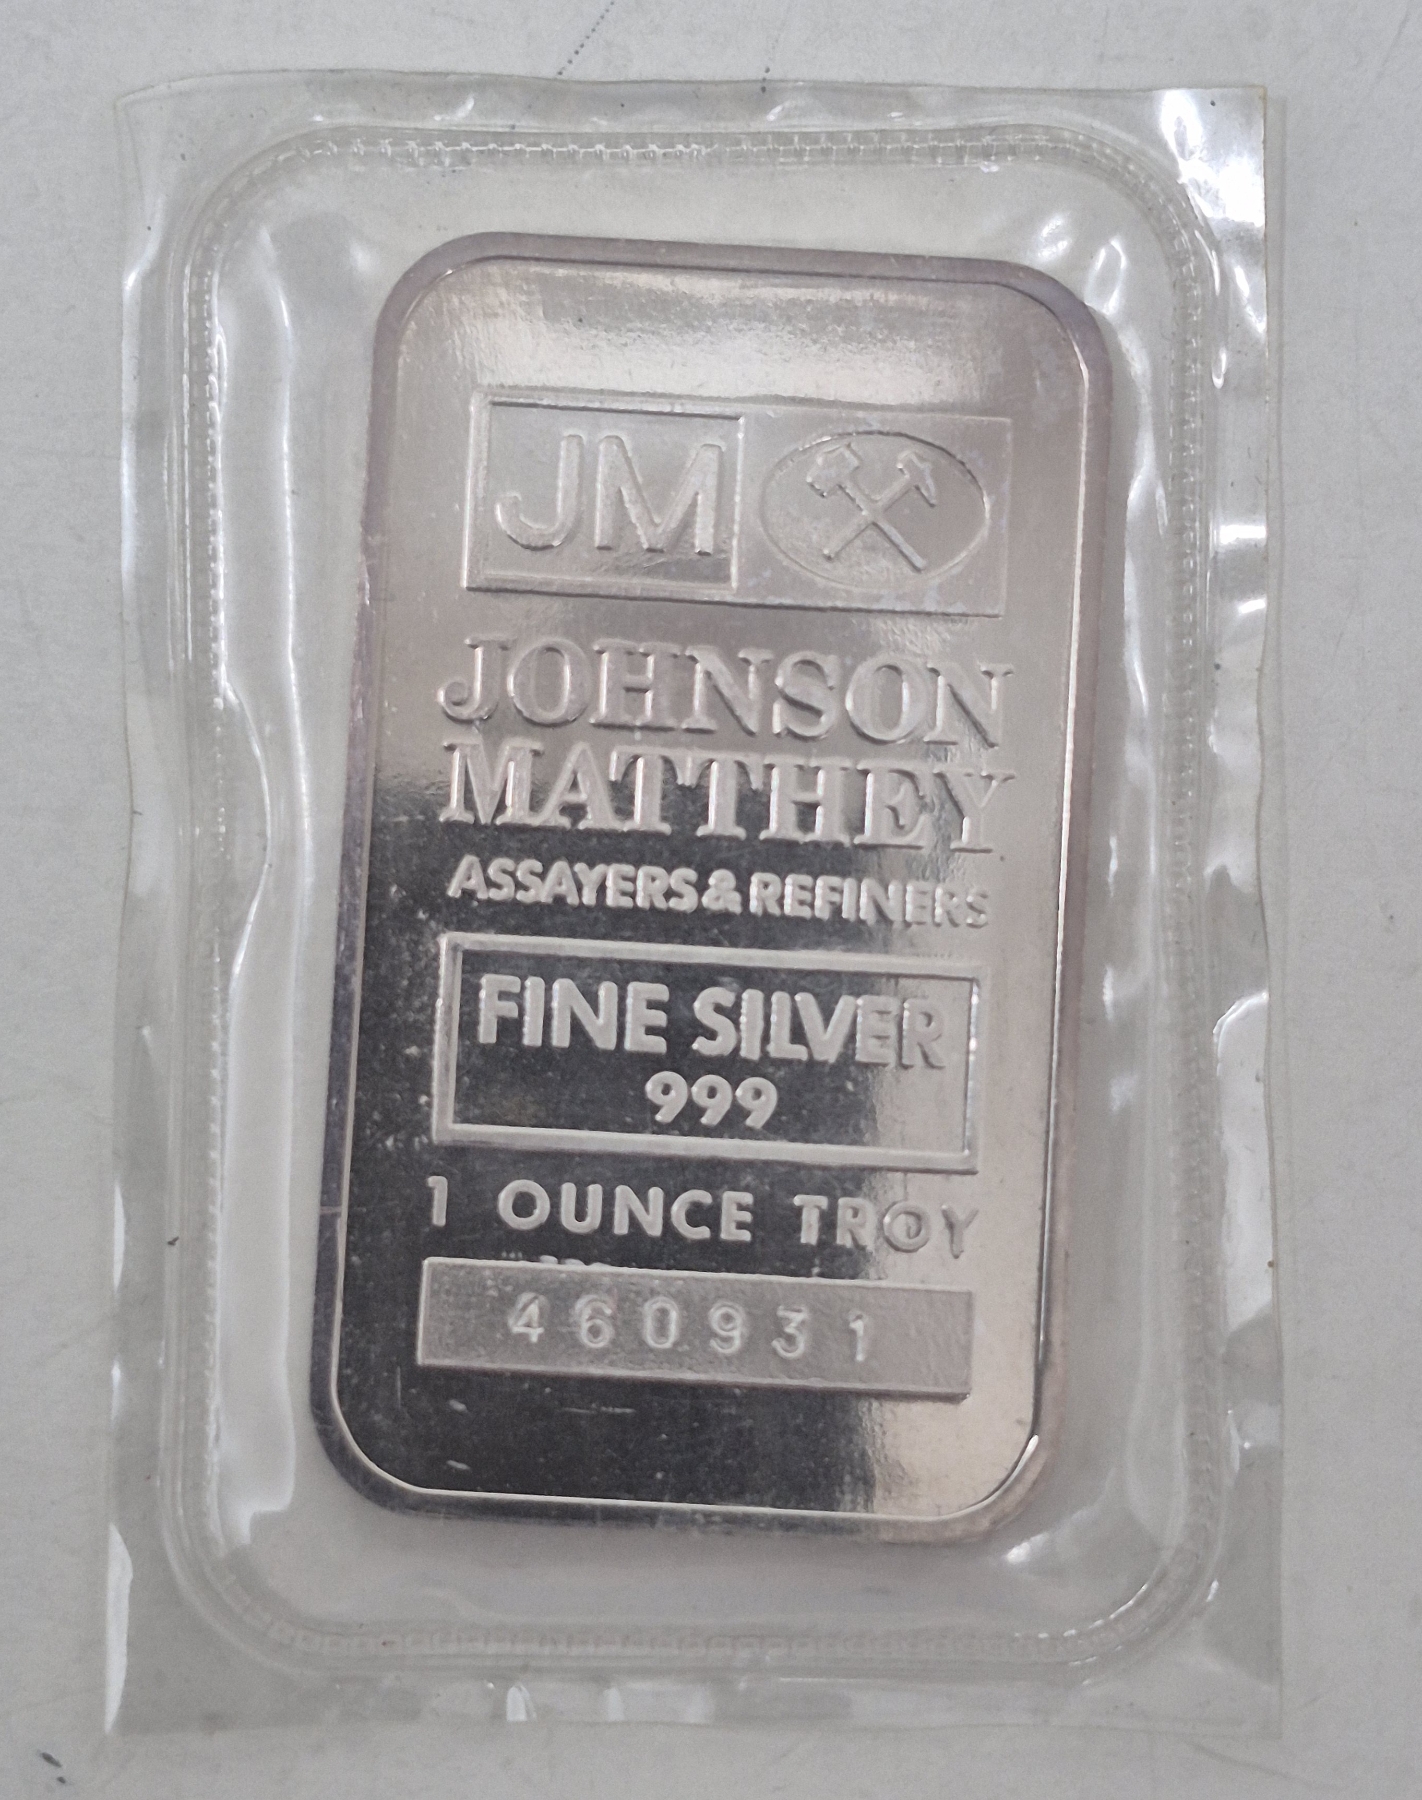 JM
JOHNSON
MATTHEY
ASSAYERS & REFINERS
FINE SILVER
999
1 OUNCE TROY
460931